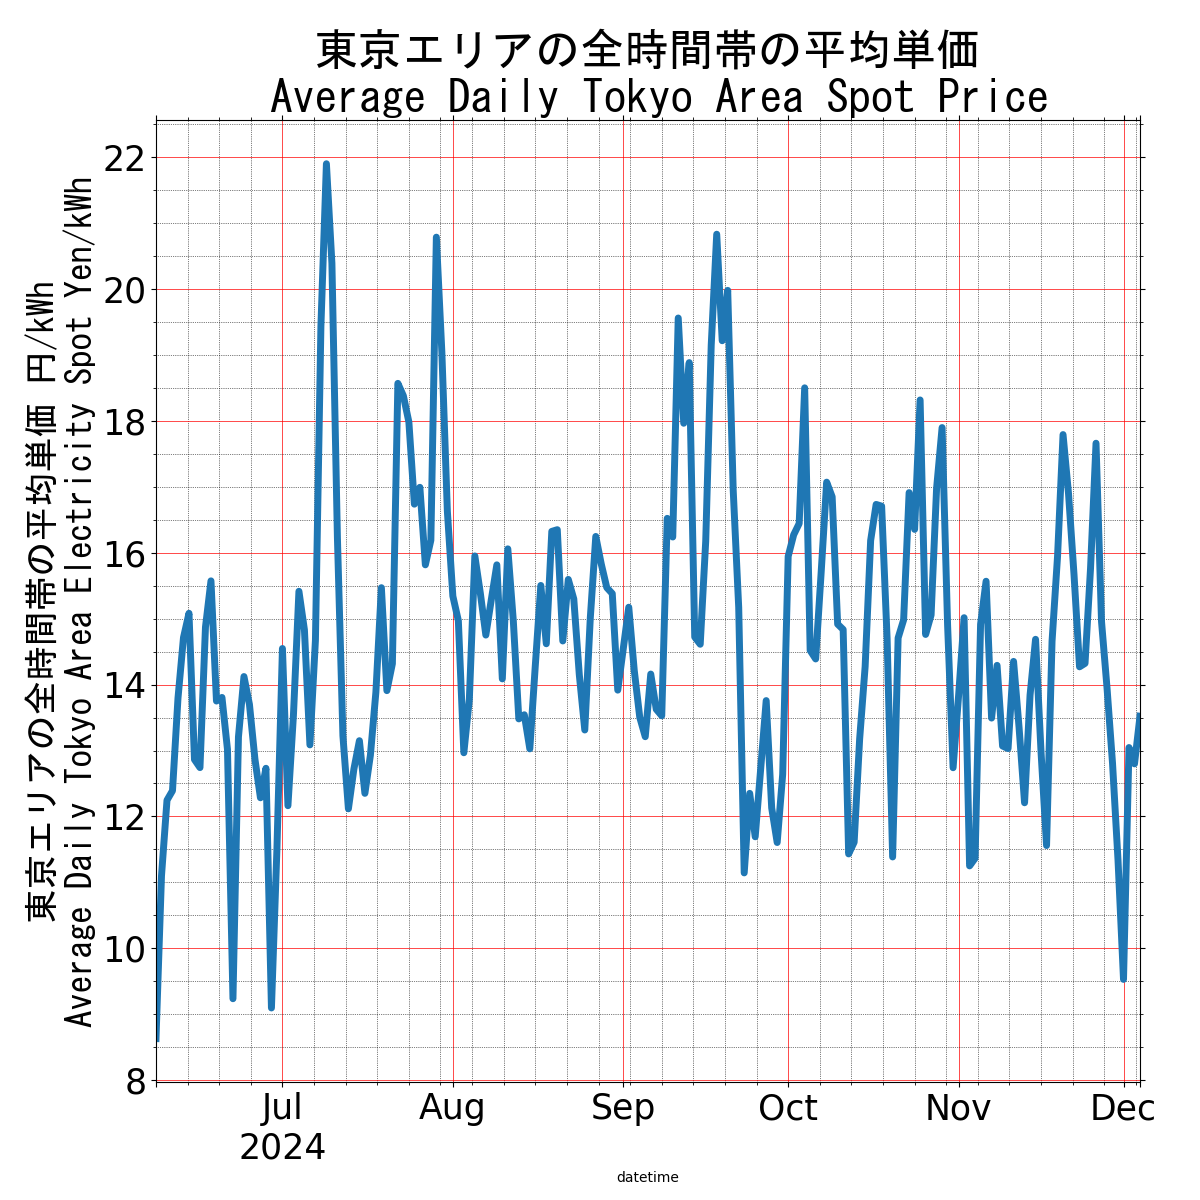 東京エリアの全時間帯の平均単価
Average Daily Tokyo Area Spot Price
東京エリアの全時間帯の平均単価 円/kWh
Average Daily Tokyo Area Electricity Spot Yen/kWh
22
20
18
16
14
12
10
8
Jul Aug Sep Oct Nov Dec
2024
datetime